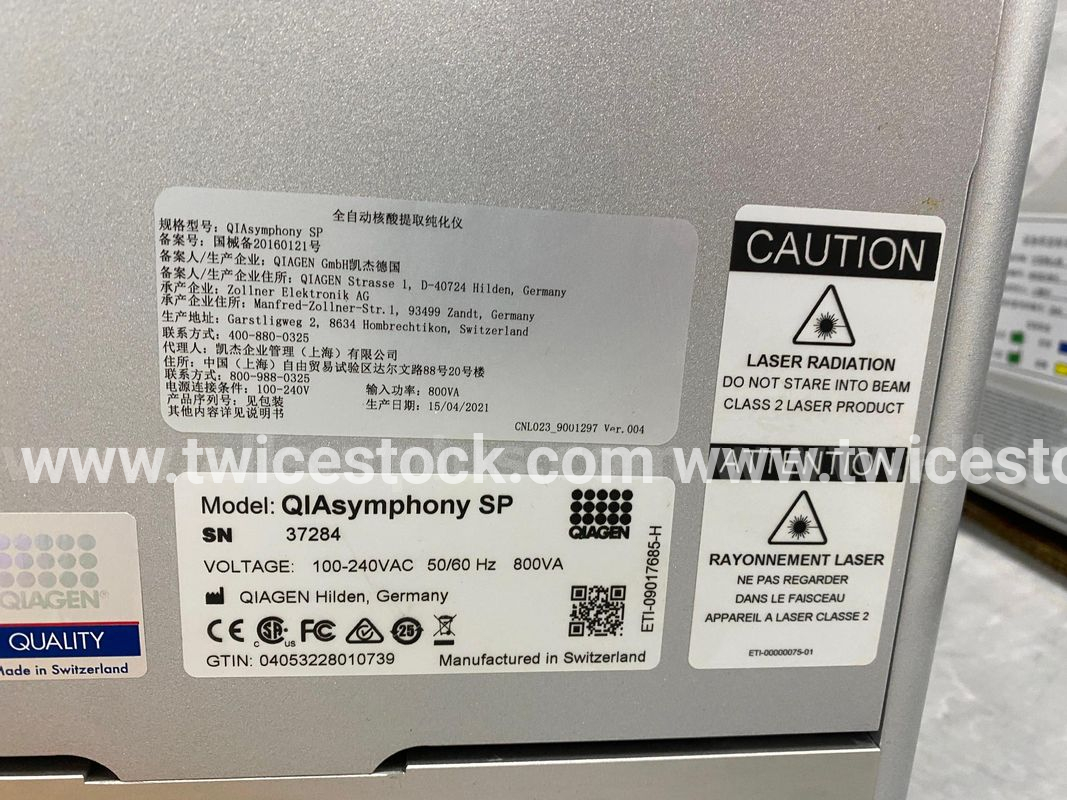 全自动核酸提取纯化仪
规格型号: QIAsymphony SP
备案号: 国械备20160121号
备案人/生产企业: QIAGEN GmbH凯杰德国
备案人/生产企业住所: QIAGEN Strasse 1, D-40724 Hilden, Germany
承产企业: Zollner Elektronik AG
承产企业住所: Manfred-Zollner-Str.1, 93499 Zandt, Germany
生产地址: Garstligweg 2, 8634 Hombrechtikon, Switzerland
联系方式: 400-880-0325
代理人: 凯杰企业管理（上海）有限公司
住所: 中国（上海）自由贸易试验区达尔文路88号20号楼
联系方式: 800-988-0325
电源连接条件: 100-240V 输入功率: 800VA
产品序列号: 见包装 生产日期: 15/04/2021
其他内容详见说明书
CNL023_9001297 Ver.004
CAUTION
LASER RADIATION
DO NOT STARE INTO BEAM
CLASS 2 LASER PRODUCT
ATTENTION
RAYONNEMENT LASER
NE PAS REGARDER
DANS LE FAISCEAU
APPAREIL A LASER CLASSE 2
ETI-00000075-01
www.twicestock.com www.twicesto
Model: QIAsymphony SP
QIAGEN
SN 37284
VOLTAGE: 100-240VAC 50/60 Hz 800VA
QIAGEN Hilden, Germany
CE c SA us FC 25
GTIN: 04053228010739 Manufactured in Switzerland
ETI-09017685-H
QIAGEN®
QUALITY
Made in Switzerland